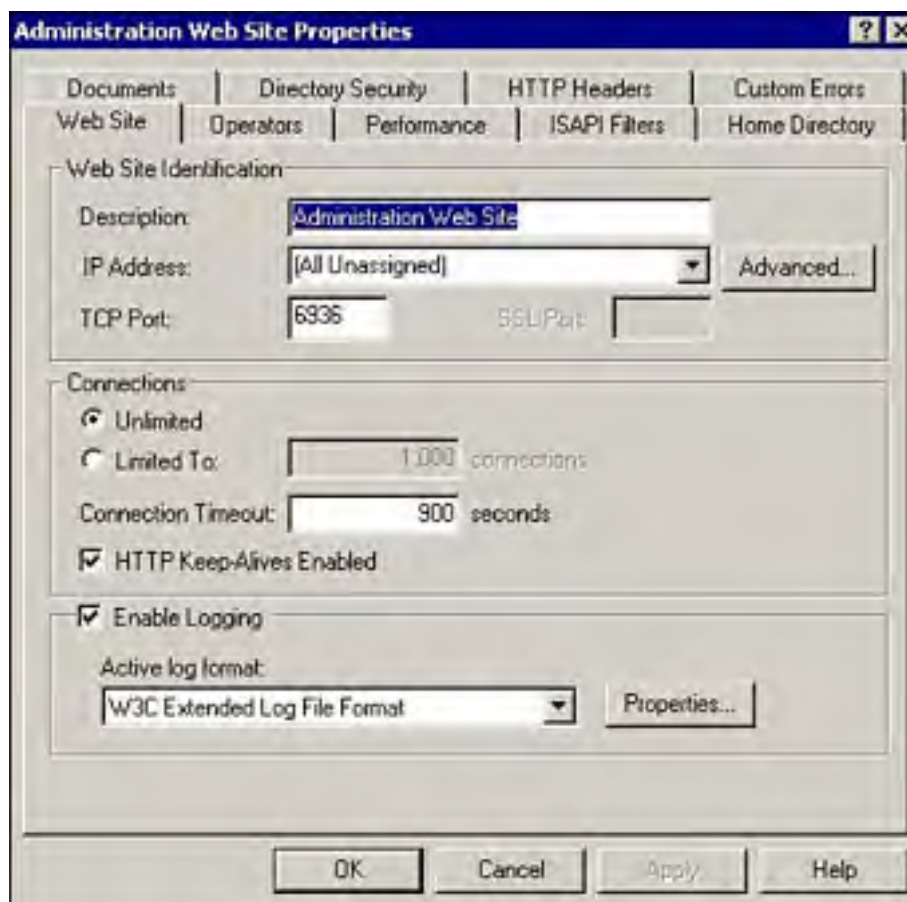 Administration Web Site Properties
Documents Directory Security HTTP Headers Custom Errors
Web Site Operators Performance ISAPI Filters Home Directory
Web Site Identification
Description: Administration Web Site
IP Address: (All Unassigned) Advanced...
TCP Port: 6936 SSL Port:
Connections
Unlimited
Limited To: 1,000 connections
Connection Timeout: 900 seconds
HTTP Keep-Alives Enabled
Enable Logging
Active log format:
W3C Extended Log File Format Properties...
OK Cancel Apply Help